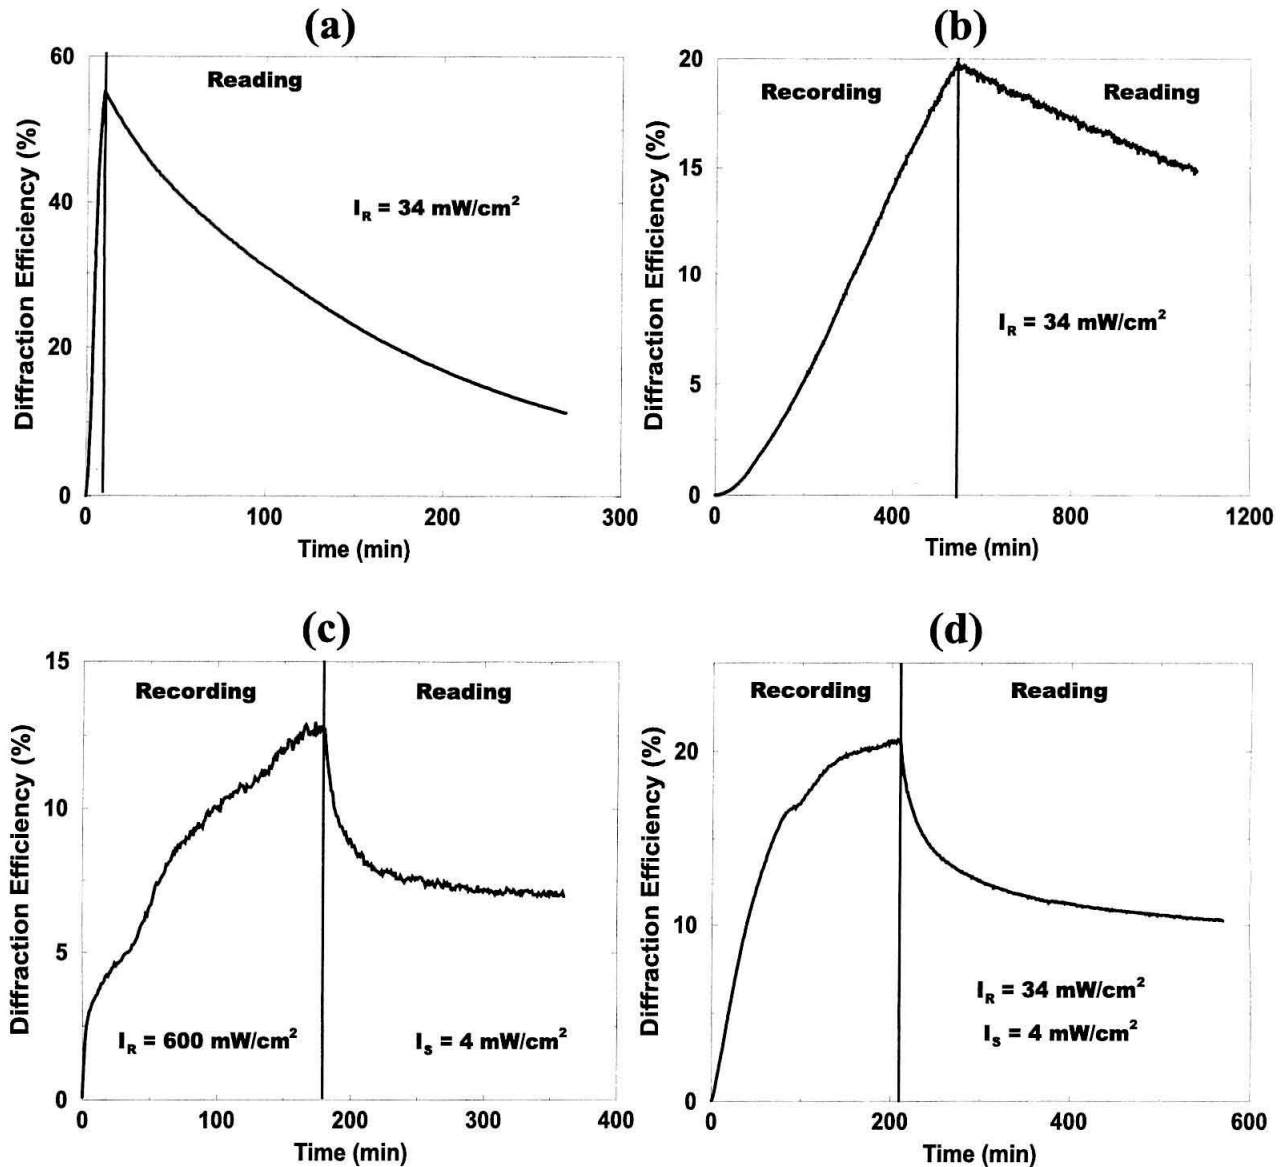 (a)
60
40
20
0
Diffraction Efficiency (%)
Reading
I_R = 34 mW/cm²
0 100 200 300
Time (min)
(b)
20
15
10
5
0
Diffraction Efficiency (%)
Recording Reading
I_R = 34 mW/cm²
0 400 800 1200
Time (min)
(c)
15
10
5
0
Diffraction Efficiency (%)
Recording Reading
I_R = 600 mW/cm² I_S = 4 mW/cm²
0 100 200 300 400
Time (min)
(d)
20
10
0
Diffraction Efficiency (%)
Recording Reading
I_R = 34 mW/cm²
I_S = 4 mW/cm²
0 200 400 600
Time (min)